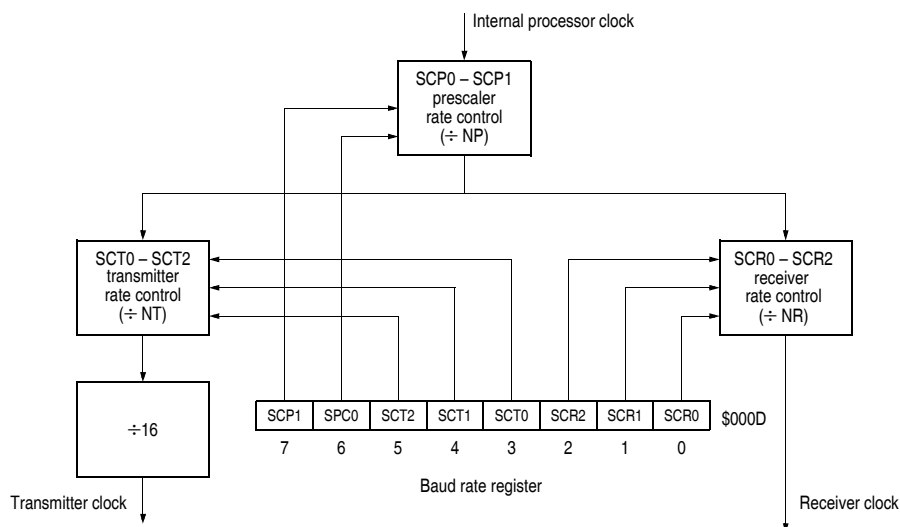 Internal processor clock
SCP0 – SCP1
prescaler
rate control
(÷ NP)
SCT0 – SCT2
transmitter
rate control
(÷ NT)
SCR0 – SCR2
receiver
rate control
(÷ NR)
÷16
SCP1 SPC0 SCT2 SCT1 SCT0 SCR2 SCR1 SCR0 $000D
7 6 5 4 3 2 1 0
Baud rate register
Transmitter clock
Receiver clock